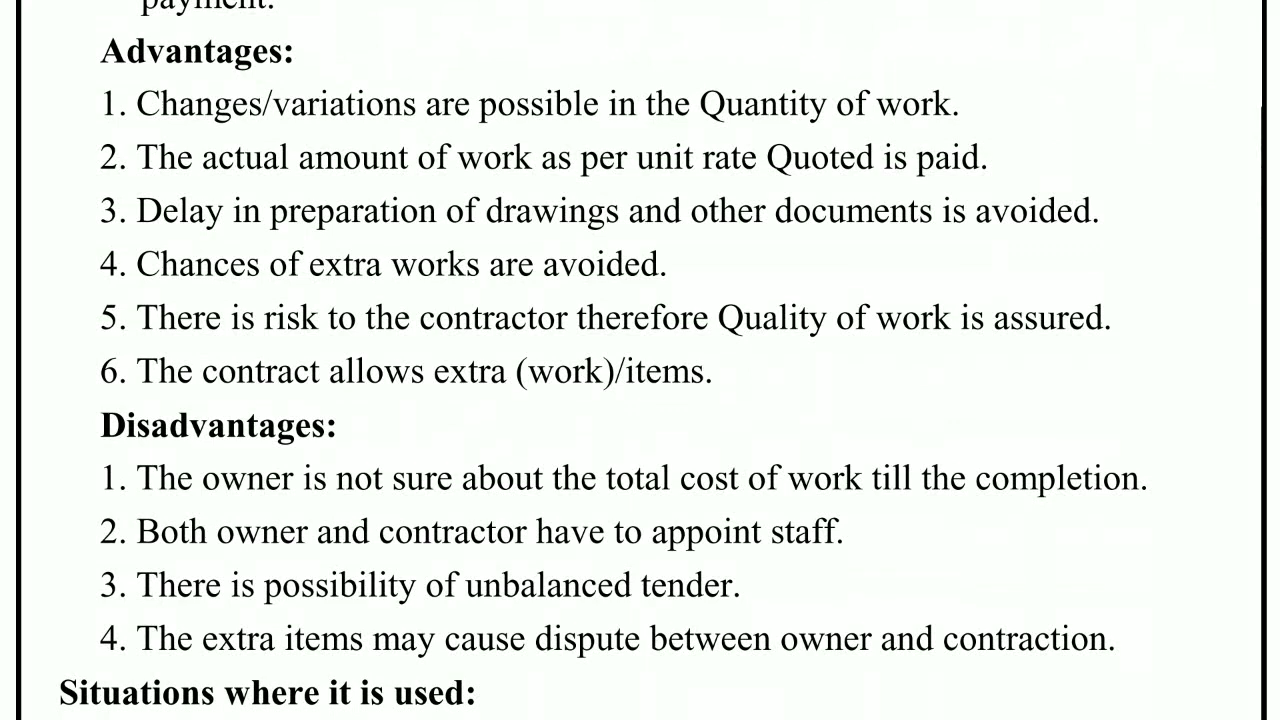 payment.
Advantages:
1. Changes/variations are possible in the Quantity of work.
2. The actual amount of work as per unit rate Quoted is paid.
3. Delay in preparation of drawings and other documents is avoided.
4. Chances of extra works are avoided.
5. There is risk to the contractor therefore Quality of work is assured.
6. The contract allows extra (work)/items.
Disadvantages:
1. The owner is not sure about the total cost of work till the completion.
2. Both owner and contractor have to appoint staff.
3. There is possibility of unbalanced tender.
4. The extra items may cause dispute between owner and contraction.
Situations where it is used: